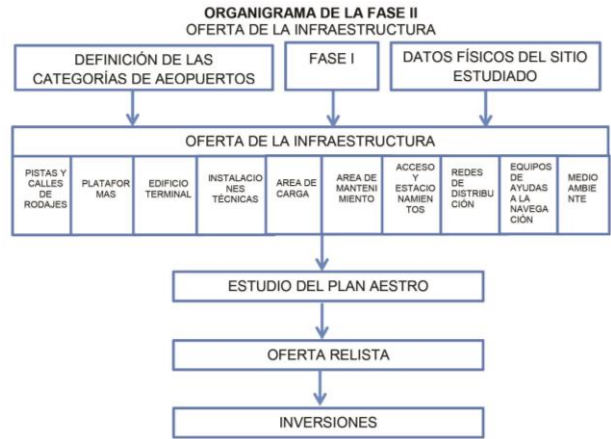 ORGANIGRAMA DE LA FASE II
OFERTA DE LA INFRAESTRUCTURA
DEFINICIÓN DE LAS
CATEGORÍAS DE AEOPUERTOS
FASE I
DATOS FÍSICOS DEL SITIO
ESTUDIADO
OFERTA DE LA INFRAESTRUCTURA
PISTAS Y
CALLES
DE
RODAJES
PLATAFOR
MAS
EDIFICIO
TERMINAL
INSTALACIO
NES
TÉCNICAS
AREA DE
CARGA
AREA DE
MANTENI
MIENTO
ACCESO
Y
ESTACIO
NAMIEN
TOS
REDES
DE
DISTRIBU
CIÓN
EQUIPOS
DE
AYUDAS
A LA
NAVEGA
CIÓN
MEDIO
AMBIE
NTE
ESTUDIO DEL PLAN AESTRO
OFERTA RELISTA
INVERSIONES